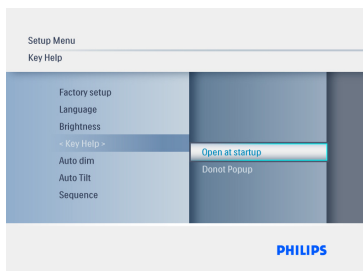 Setup Menu
Key Help
Factory setup
Language
Brightness
< Key Help >
Auto dim
Auto Tilt
Sequence
Open at startup
Donot Popup
PHILIPS